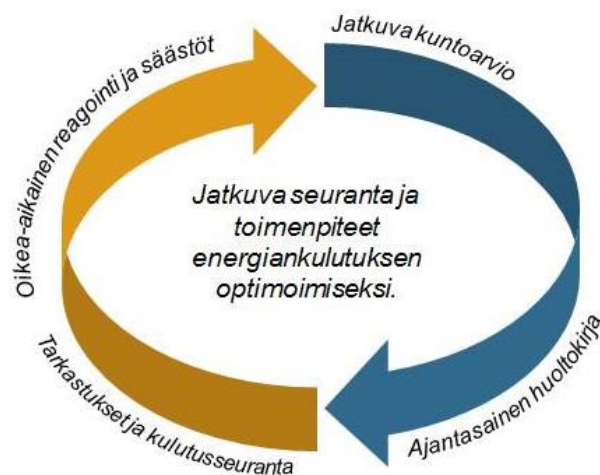 Jatkuva kuntoarvio
Oikea-aikainen reagointi ja säästöt
Jatkuva seuranta ja
toimenpiteet
energiankulutuksen
optimoimiseksi.
Ajantasainen huoltokirja
Tarkastukset ja kulutusseuranta